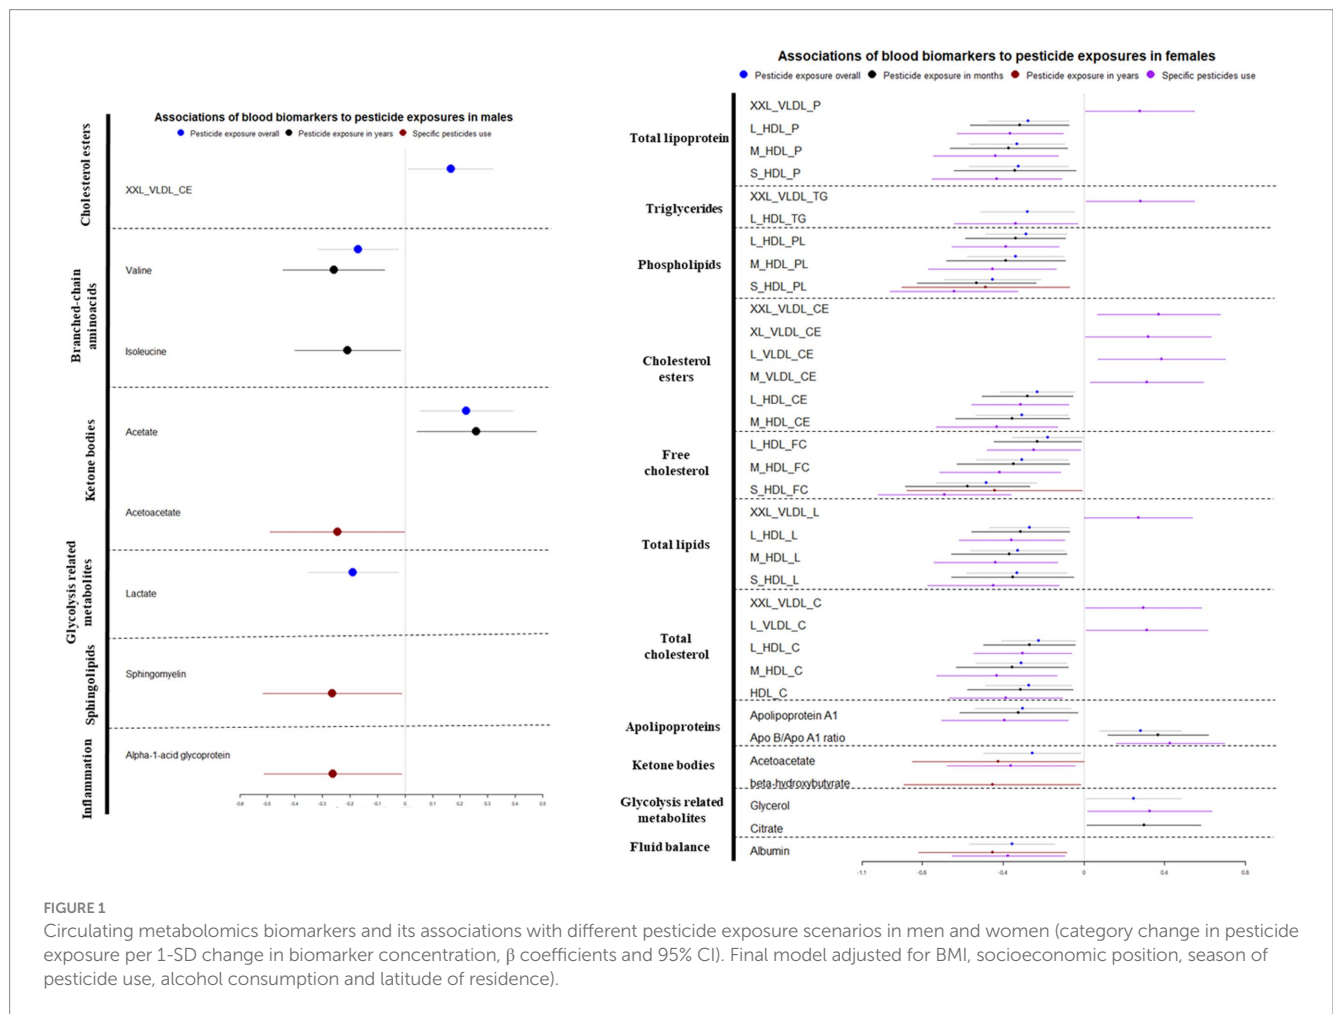 Associations of blood biomarkers to pesticide exposures in males
Pesticide exposure overall Pesticide exposure in years Specific pesticides use
Cholesterol esters
XXL_VLDL_CE
Branched-chain
aminoacids
Valine
Isoleucine
Ketone bodies
Acetate
Acetoacetate
Glycolysis related
metabolites
Lactate
Sphingolipids
Sphingomyelin
Inflammation
Alpha-1-acid glycoprotein
Associations of blood biomarkers to pesticide exposures in females
Pesticide exposure overall Pesticide exposure in months Pesticide exposure in years Specific pesticides use
Total lipoprotein
XXL_VLDL_P
L_HDL_P
M_HDL_P
S_HDL_P
Triglycerides
XXL_VLDL_TG
L_HDL_TG
Phospholipids
L_HDL_PL
M_HDL_PL
S_HDL_PL
Cholesterol
esters
XXL_VLDL_CE
XL_VLDL_CE
L_VLDL_CE
M_VLDL_CE
L_HDL_CE
M_HDL_CE
Free
cholesterol
L_HDL_FC
M_HDL_FC
S_HDL_FC
Total lipids
XXL_VLDL_L
L_HDL_L
M_HDL_L
S_HDL_L
Total
cholesterol
XXL_VLDL_C
L_VLDL_C
L_HDL_C
M_HDL_C
HDL_C
Apolipoproteins
Apolipoprotein A1
Apo B/Apo A1 ratio
Ketone bodies
Acetoacetate
beta-hydroxybutyrate
Glycolysis related
metabolites
Glycerol
Citrate
Fluid balance
Albumin
-1.1 -0.8 -0.4 0 0.4 0.8
FIGURE 1
Circulating metabolomics biomarkers and its associations with different pesticide exposure scenarios in men and women (category change in pesticide
exposure per 1-SD change in biomarker concentration, β coefficients and 95% CI). Final model adjusted for BMI, socioeconomic position, season of
pesticide use, alcohol consumption and latitude of residence).